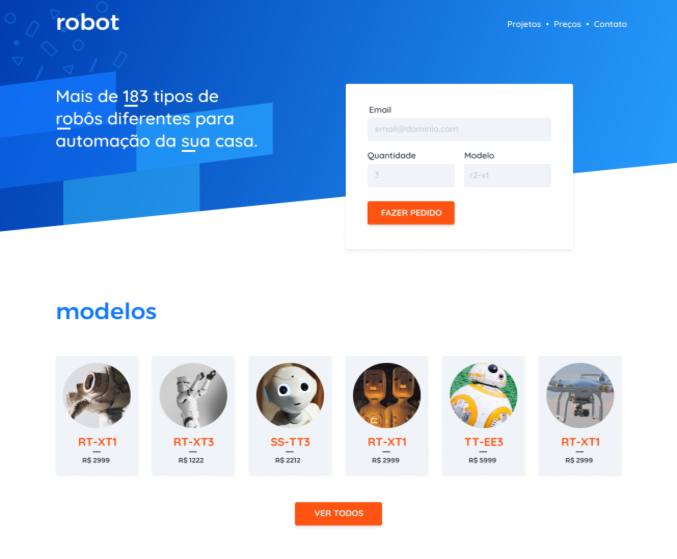 robot
Projetos • Preços • Contato
Mais de 183 tipos de
robôs diferentes para
automação da sua casa.
Email
email@dominio.com
Quantidade
Modelo
3
r2-xt
FAZER PEDIDO
modelos
RT-XT1
R$ 2999
RT-XT3
R$ 1222
SS-TT3
R$ 2212
RT-XT1
R$ 2999
TT-EE3
R$ 5999
RT-XT1
R$ 2999
VER TODOS